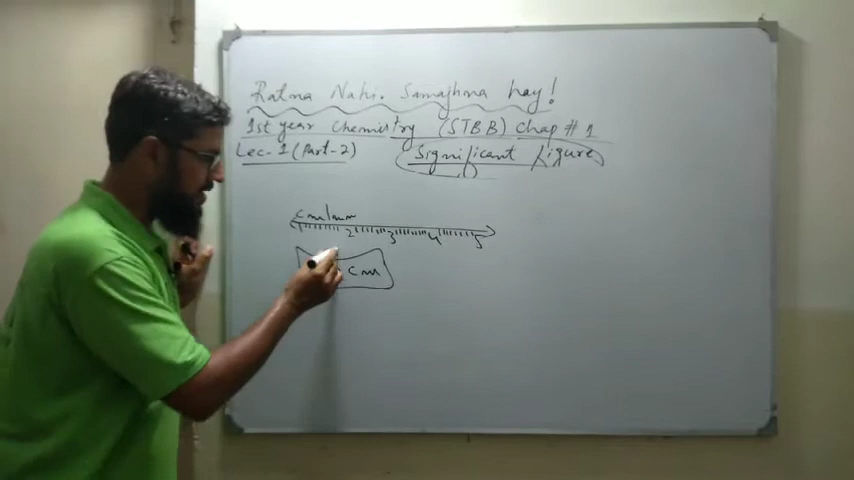 Ratna Nahi. Samajhna hay!
1st year Chemistry (STBB) Chap # 1
Lec-1 (Part-2) Significant figure
cm/mm
1 2 3 4 5
cm